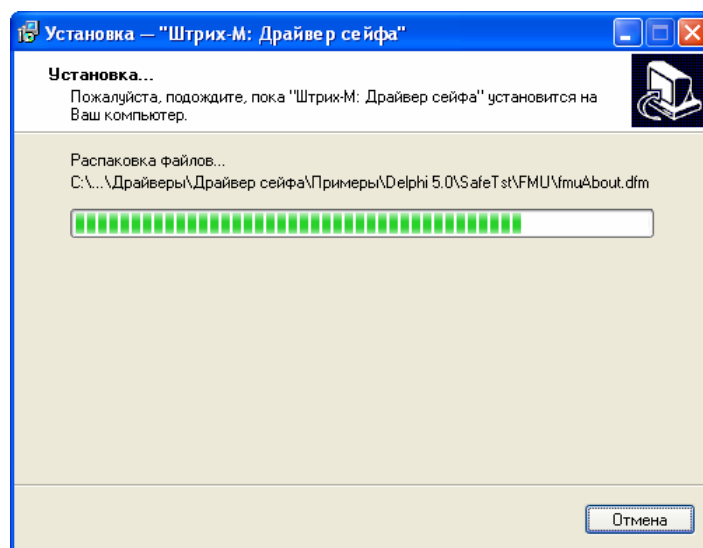 Установка — "Штрих-М: Драйвер сейфа"
Установка...
Пожалуйста, подождите, пока "Штрих-М: Драйвер сейфа" установится на
Ваш компьютер.
Распаковка файлов...
C:\...\Драйверы\Драйвер сейфа\Примеры\Delphi 5.0\SafeTst\FMU\fmuAbout.dfm
Отмена